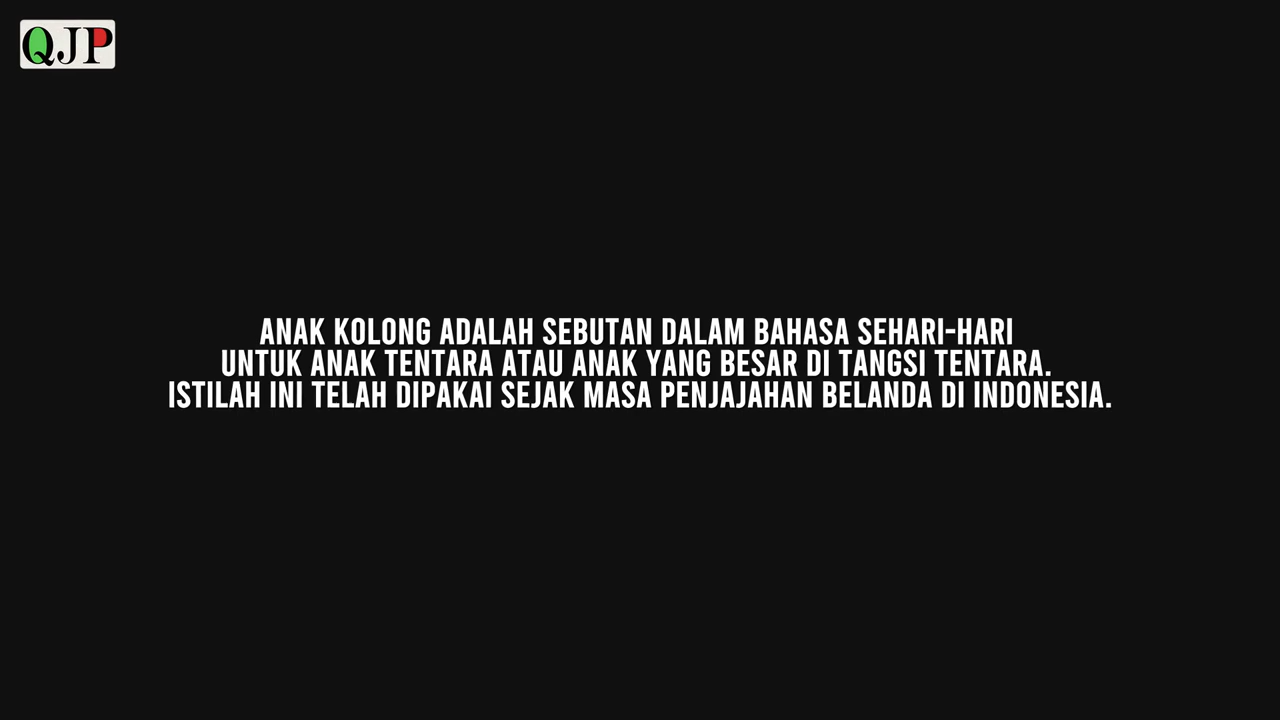 QJP
ANAK KOLONG ADALAH SEBUTAN DALAM BAHASA SEHARI-HARI
UNTUK ANAK TENTARA ATAU ANAK YANG BESAR DI TANGSI TENTARA.
ISTILAH INI TELAH DIPAKAI SEJAK MASA PENJAJAHAN BELANDA DI INDONESIA.